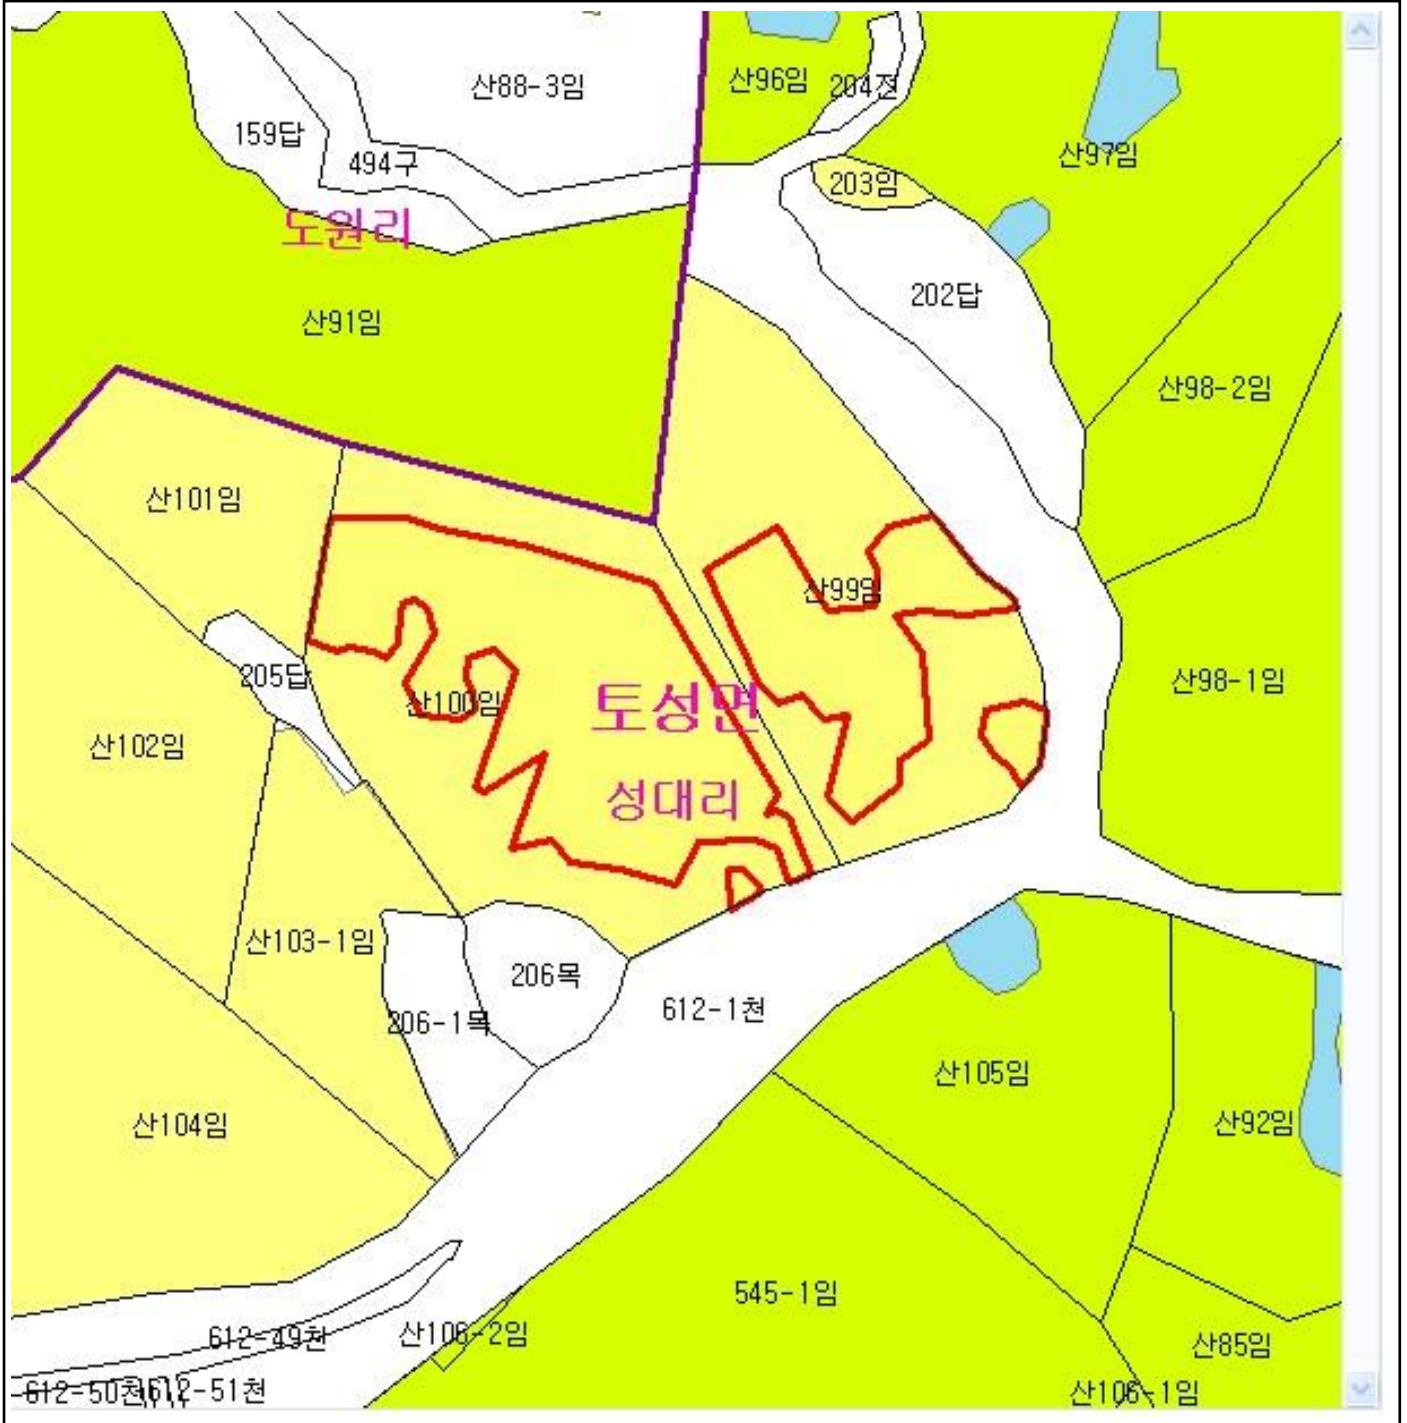 산88-3임
산96임
204전
159답
494구
산97임
203임
도원리
202답
산91임
산98-2임
산101임
산99임
205답
산98-1임
산100임
토성면
산102임
성대리
산103-1임
206목
612-1천
206-1목
산105임
산104임
산92임
545-1임
612-49천
산106-2임
산85임
612-50천
612-51천
산106-1임